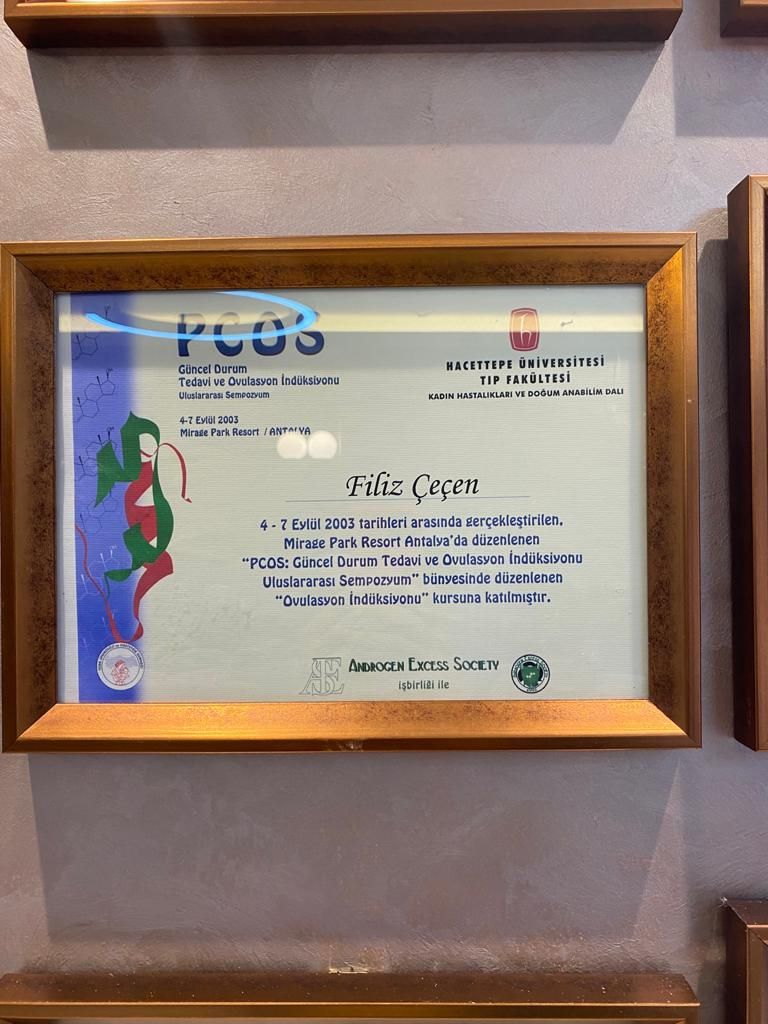 PCOS
Güncel Durum
Tedavi ve Ovulasyon İndüksiyonu
Uluslararası Sempozyum
4-7 Eylül 2003
Mirage Park Resort / ANTALYA
HACETTEPE ÜNİVERSİTESİ
TIP FAKÜLTESİ
KADIN HASTALIKLARI VE DOĞUM ANABİLİM DALI
Filiz Çeçen
4 - 7 Eylül 2003 tarihleri arasında gerçekleştirilen,
Mirage Park Resort Antalya'da düzenlenen
"PCOS: Güncel Durum Tedavi ve Ovulasyon İndüksiyonu
Uluslararası Sempozyum" bünyesinde düzenlenen
"Ovulasyon İndüksiyonu" kursuna katılmıştır.
ANDROGEN EXCESS SOCIETY
işbirliği ile